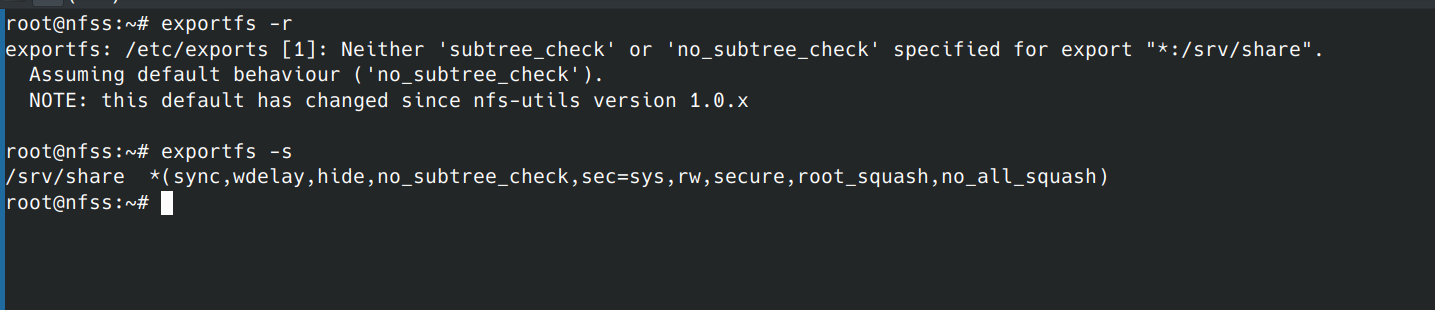 root@nfss:~# exportfs -r
exportfs: /etc/exports [1]: Neither 'subtree_check' or 'no_subtree_check' specified for export "*:/srv/share".
  Assuming default behaviour ('no_subtree_check').
  NOTE: this default has changed since nfs-utils version 1.0.x

root@nfss:~# exportfs -s
/srv/share  *(sync,wdelay,hide,no_subtree_check,sec=sys,rw,secure,root_squash,no_all_squash)
root@nfss:~#